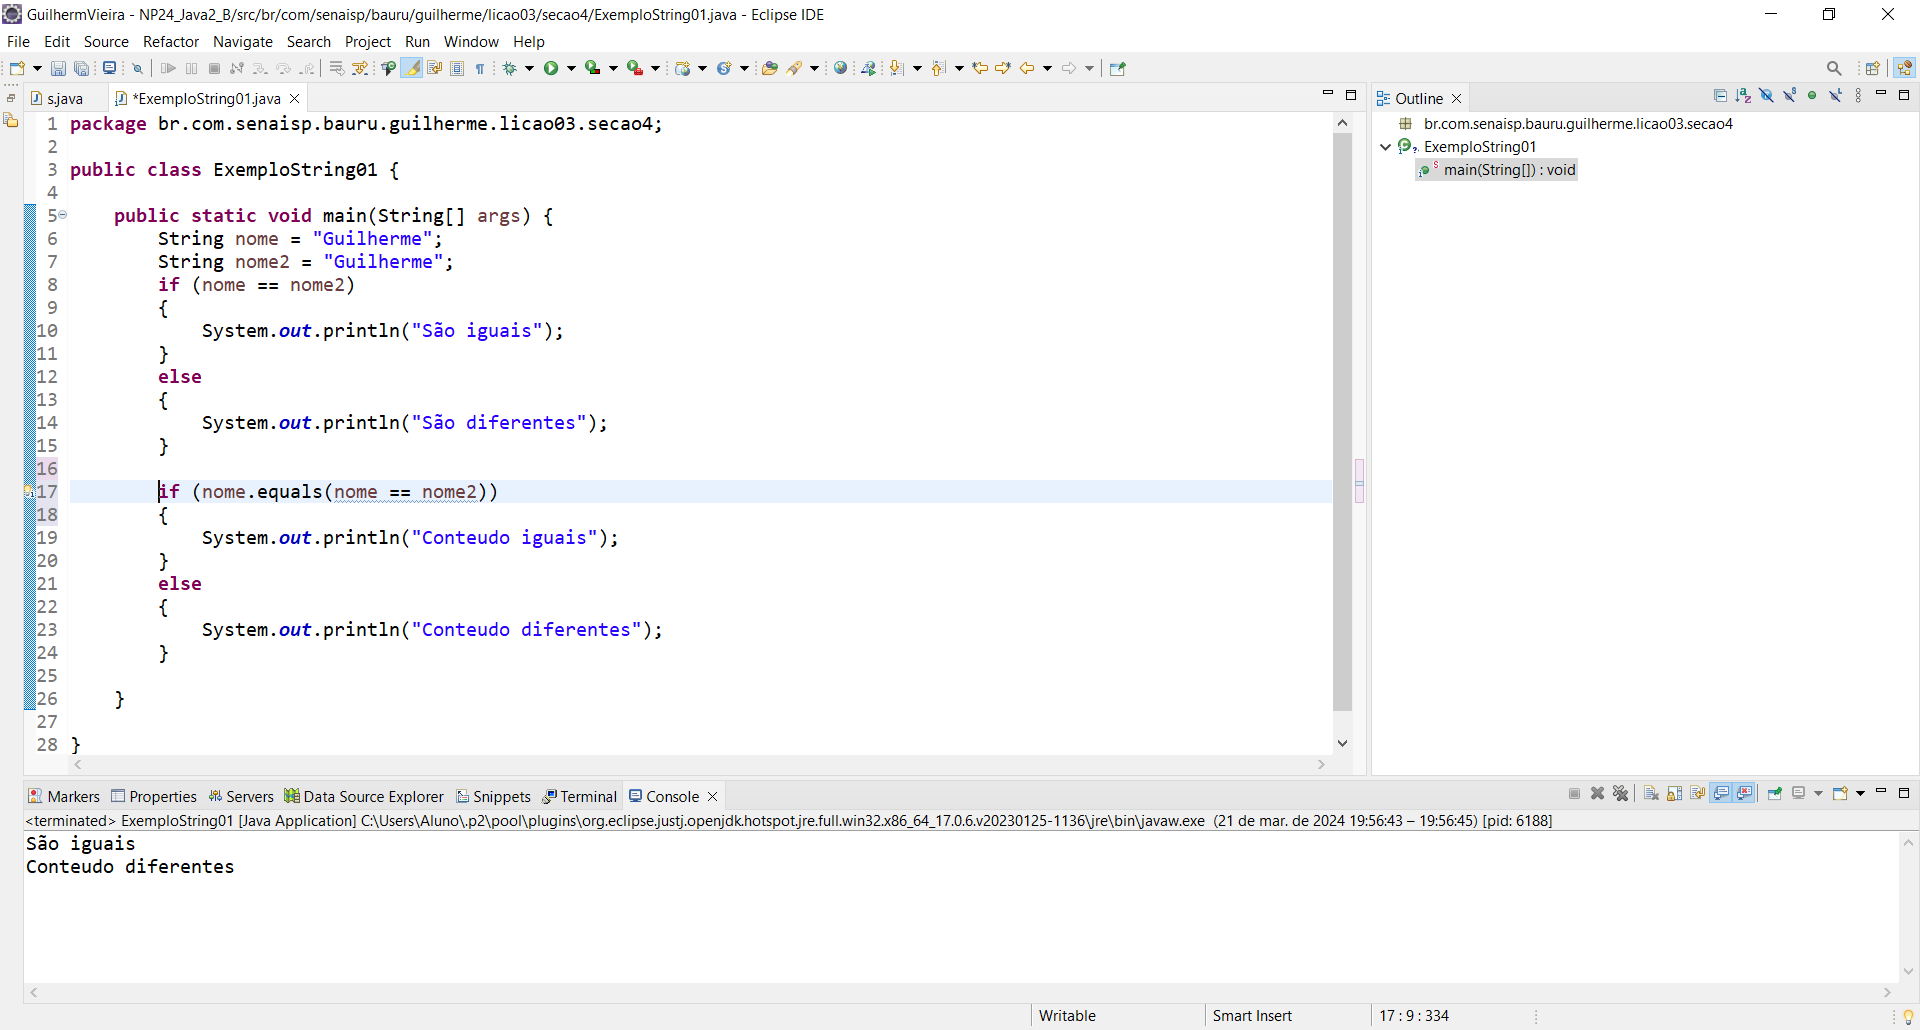 GuilhermVieira - NP24_Java2_B/src/br/com/senaisp/bauru/guilherme/licao03/secao4/ExemploString01.java - Eclipse IDE
File Edit Source Refactor Navigate Search Project Run Window Help
s.java *ExemploString01.java
1 package br.com.senaisp.bauru.guilherme.licao03.secao4;
2
3 public class ExemploString01 {
4
5 public static void main(String[] args) {
6 String nome = "Guilherme";
7 String nome2 = "Guilherme";
8 if (nome == nome2)
9 {
10 System.out.println("São iguais");
11 }
12 else
13 {
14 System.out.println("São diferentes");
15 }
16
17 if (nome.equals(nome == nome2))
18 {
19 System.out.println("Conteudo iguais");
20 }
21 else
22 {
23 System.out.println("Conteudo diferentes");
24 }
25
26 }
27
28 }
Outline
br.com.senaisp.bauru.guilherme.licao03.secao4
ExemploString01
main(String[]) : void
Markers Properties Servers Data Source Explorer Snippets Terminal Console
<terminated> ExemploString01 [Java Application] C:\Users\Aluno\.p2\pool\plugins\org.eclipse.justj.openjdk.hotspot.jre.full.win32.x86_64_17.0.6.v20230125-1136\jre\bin\javaw.exe (21 de mar. de 2024 19:56:43 – 19:56:45) [pid: 6188]
São iguais
Conteudo diferentes
Writable Smart Insert 17 : 9 : 334